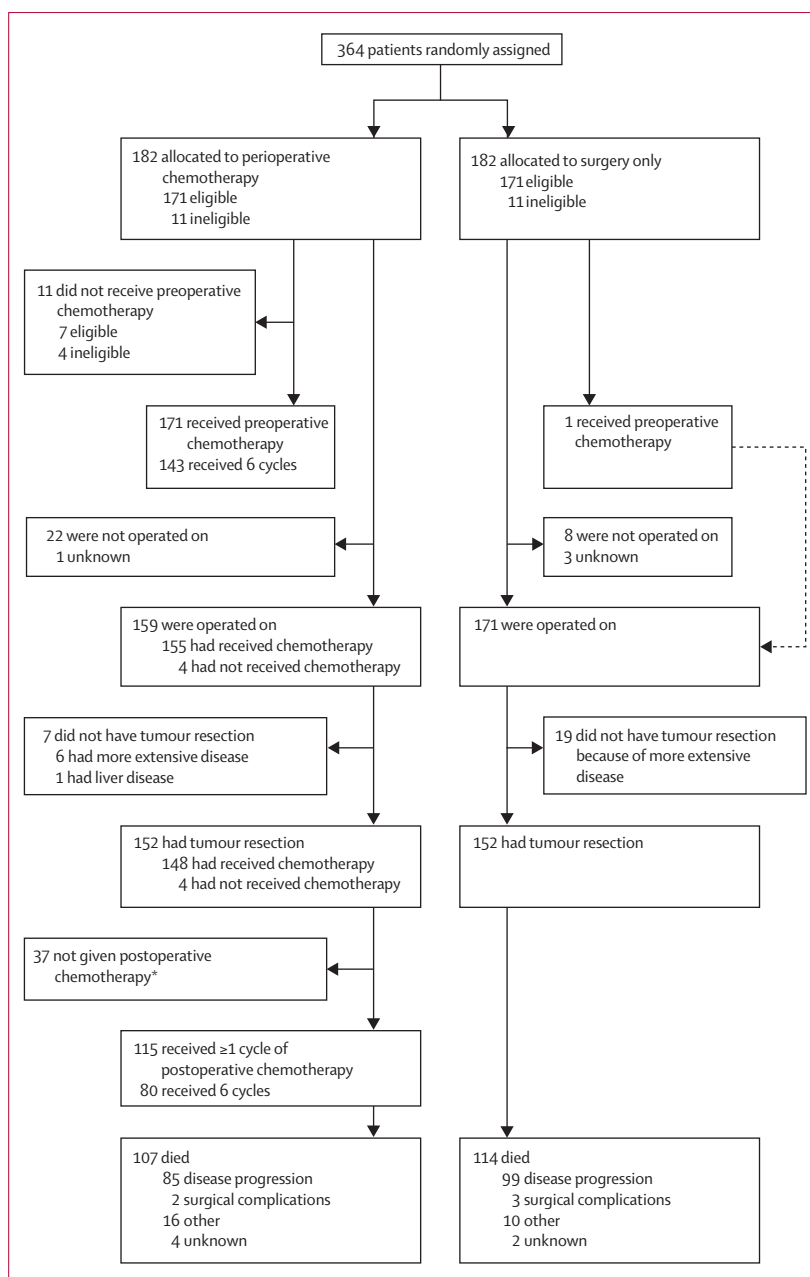 364 patients randomly assigned
182 allocated to perioperative
chemotherapy
171 eligible
11 ineligible
182 allocated to surgery only
171 eligible
11 ineligible
11 did not receive preoperative
chemotherapy
7 eligible
4 ineligible
171 received preoperative
chemotherapy
143 received 6 cycles
1 received preoperative
chemotherapy
22 were not operated on
1 unknown
8 were not operated on
3 unknown
159 were operated on
155 had received chemotherapy
4 had not received chemotherapy
171 were operated on
7 did not have tumour resection
6 had more extensive disease
1 had liver disease
19 did not have tumour resection
because of more extensive
disease
152 had tumour resection
148 had received chemotherapy
4 had not received chemotherapy
152 had tumour resection
37 not given postoperative
chemotherapy*
115 received ≥1 cycle of
postoperative chemotherapy
80 received 6 cycles
107 died
85 disease progression
2 surgical complications
16 other
4 unknown
114 died
99 disease progression
3 surgical complications
10 other
2 unknown